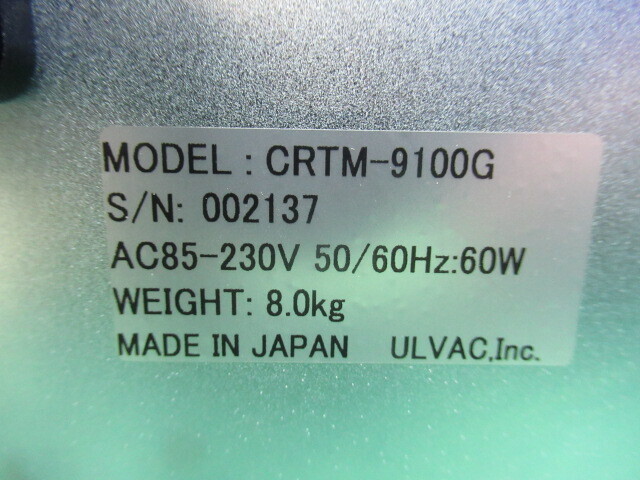 MODEL : CRTM-9100G
S/N: 002137
AC85-230V 50/60Hz:60W
WEIGHT: 8.0kg
MADE IN JAPAN ULVAC,Inc.